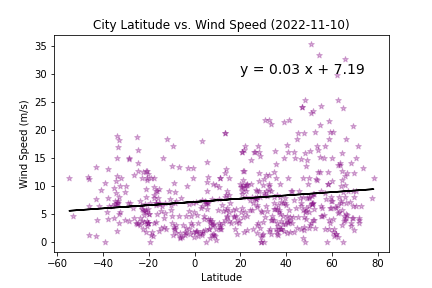 City Latitude vs. Wind Speed (2022-11-10)
35
30
25
20
15
10
5
0
Wind Speed (m/s)
y = 0.03 x + 7.19
−60 −40 −20 0 20 40 60 80
Latitude